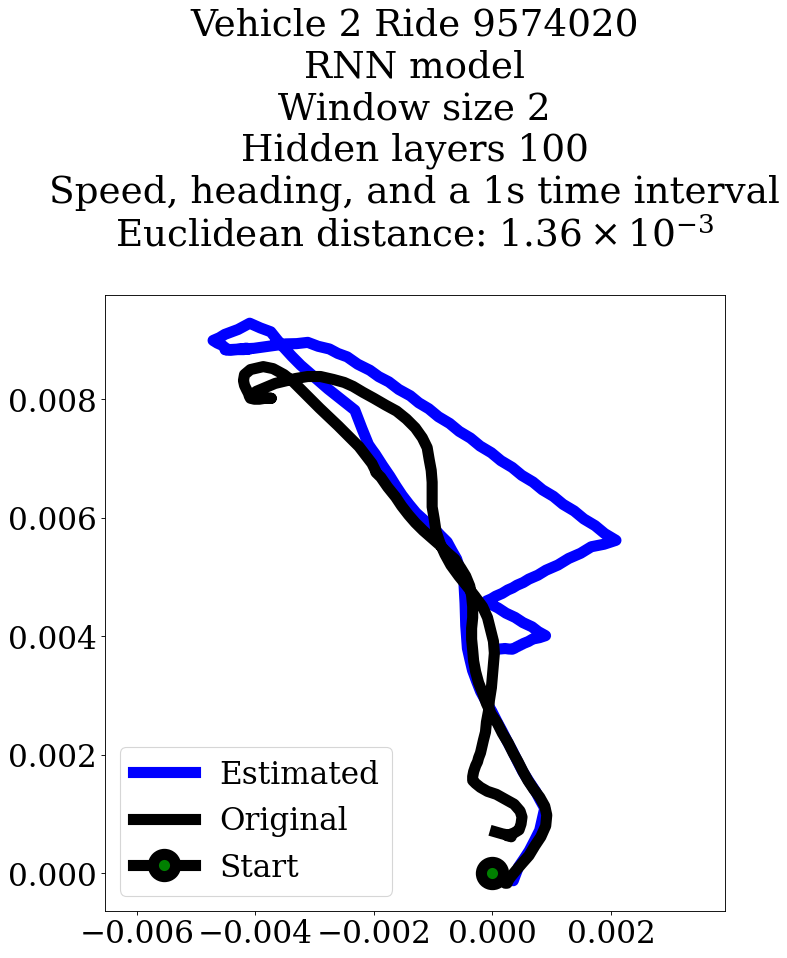 Vehicle 2 Ride 9574020
RNN model
Window size 2
Hidden layers 100
Speed, heading, and a 1s time interval
Euclidean distance: 1.36 × 10⁻³
0.008
0.006
0.004
0.002
0.000
Estimated
Original
Start
−0.006 −0.004 −0.002 0.000 0.002